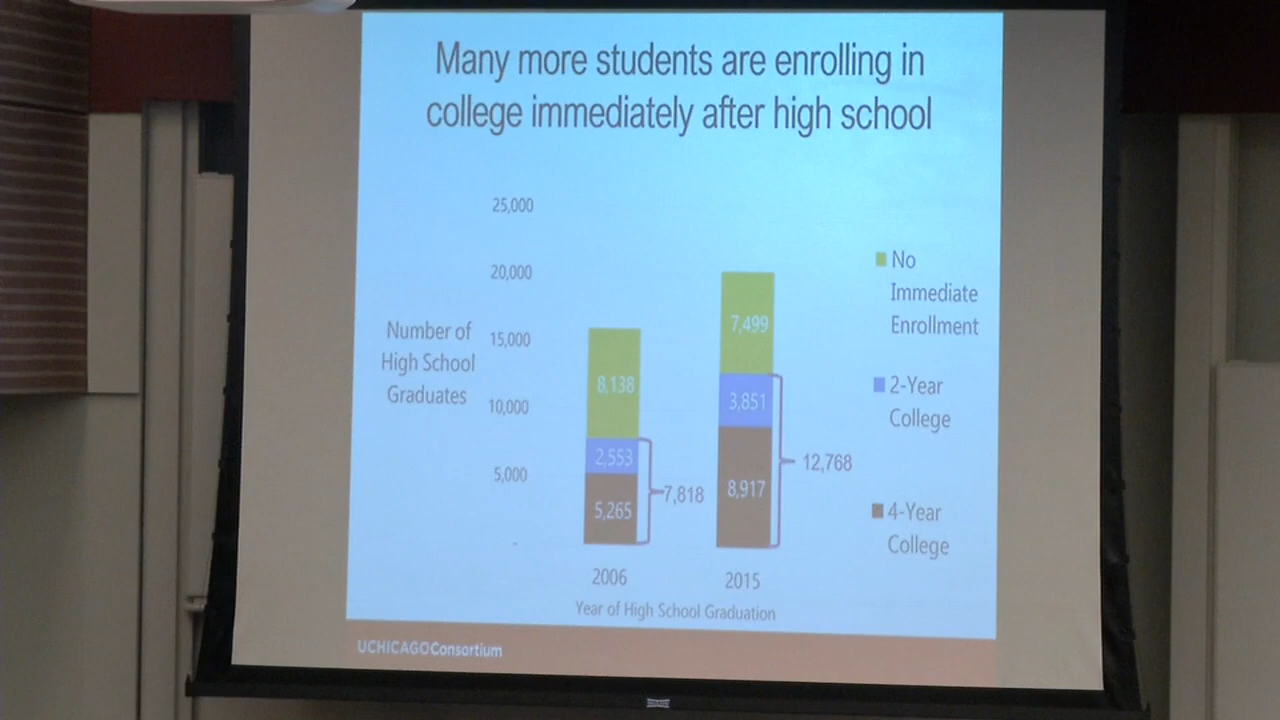 Many more students are enrolling in
college immediately after high school
25,000
20,000
15,000
10,000
5,000
-
Number of
High School
Graduates
8,138
2,553
5,265
7,818
7,499
3,851
8,917
12,768
No
Immediate
Enrollment
2-Year
College
4-Year
College
2006
2015
Year of High School Graduation
UCHICAGOConsortium